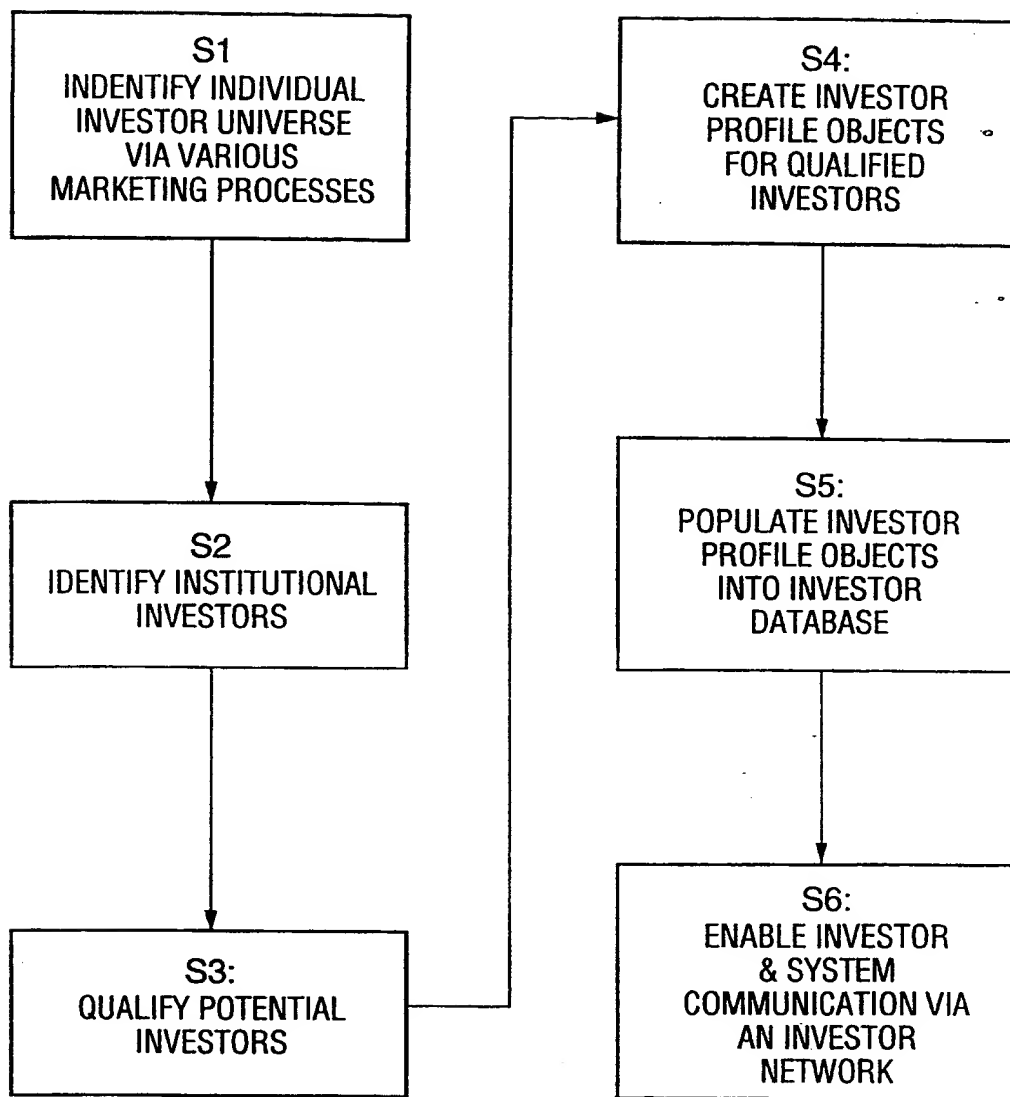 S1
INDENTIFY INDIVIDUAL
INVESTOR UNIVERSE
VIA VARIOUS
MARKETING PROCESSES
S2
IDENTIFY INSTITUTIONAL
INVESTORS
S3:
QUALIFY POTENTIAL
INVESTORS
S4:
CREATE INVESTOR
PROFILE OBJECTS
FOR QUALIFIED
INVESTORS
S5:
POPULATE INVESTOR
PROFILE OBJECTS
INTO INVESTOR
DATABASE
S6:
ENABLE INVESTOR
& SYSTEM
COMMUNICATION VIA
AN INVESTOR
NETWORK